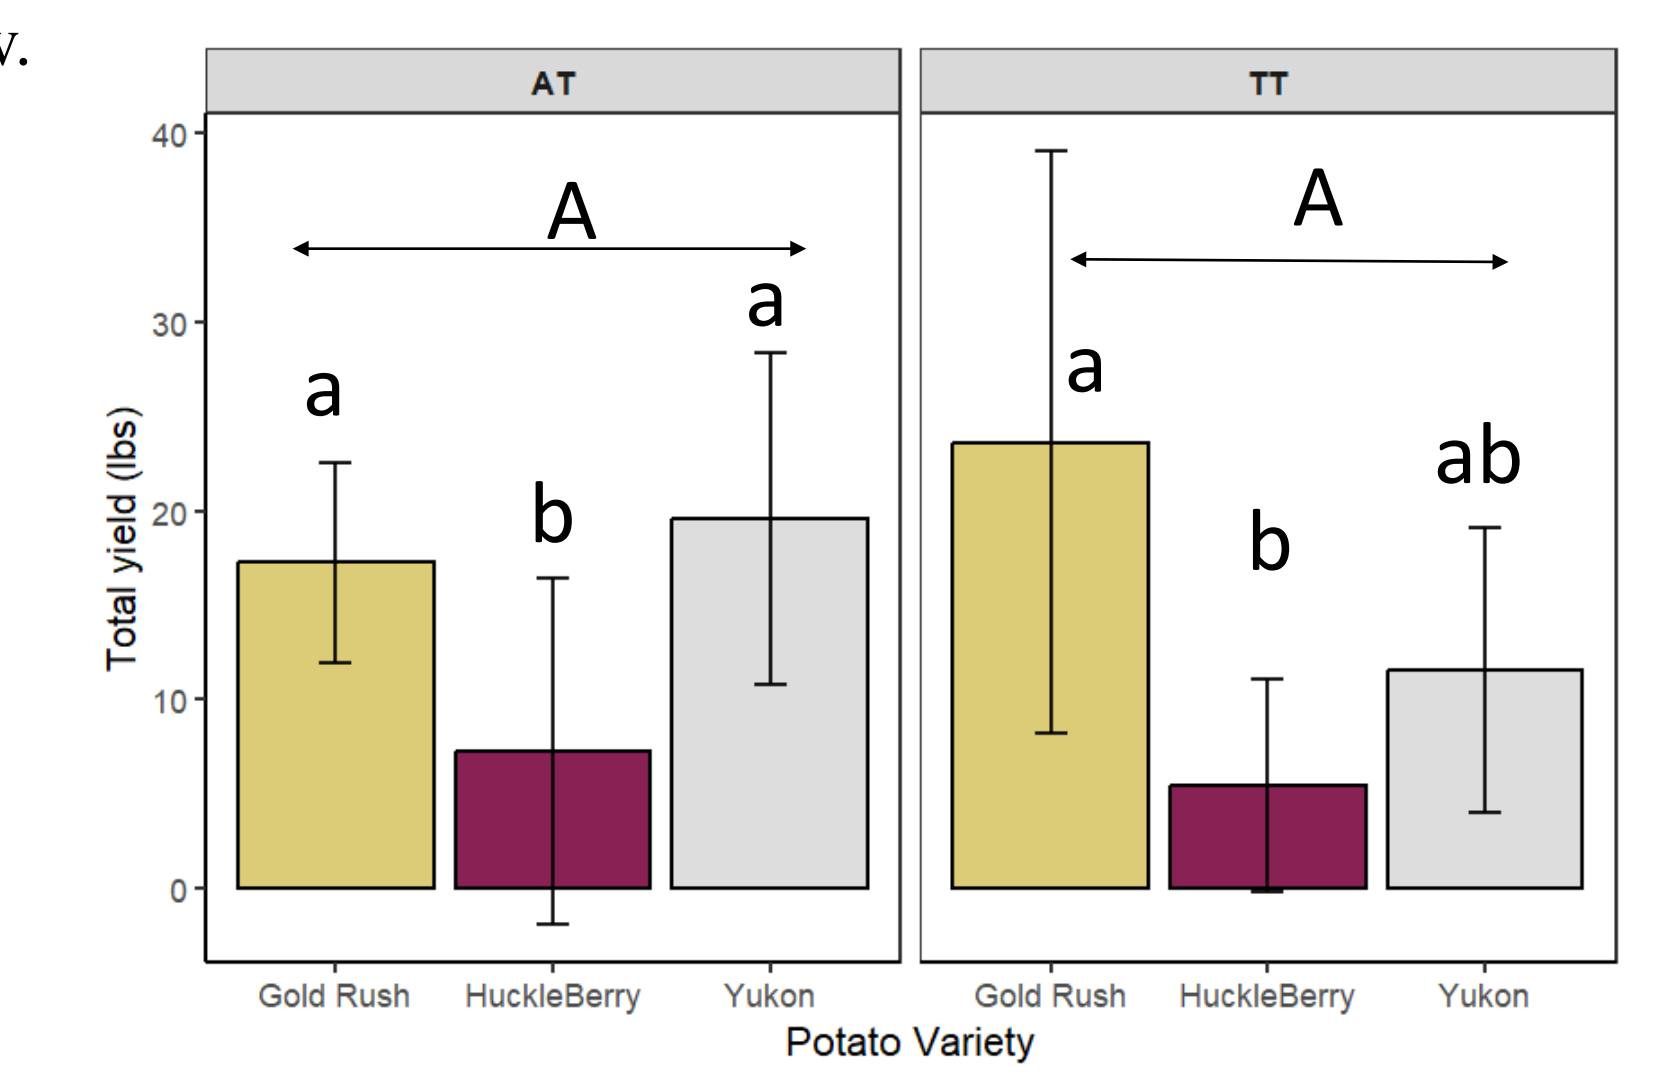 v.
AT
TT
40
30
20
10
0
Total yield (lbs)
A
a
b
a
A
a
b
ab
Gold Rush HuckleBerry Yukon
Gold Rush HuckleBerry Yukon
Potato Variety